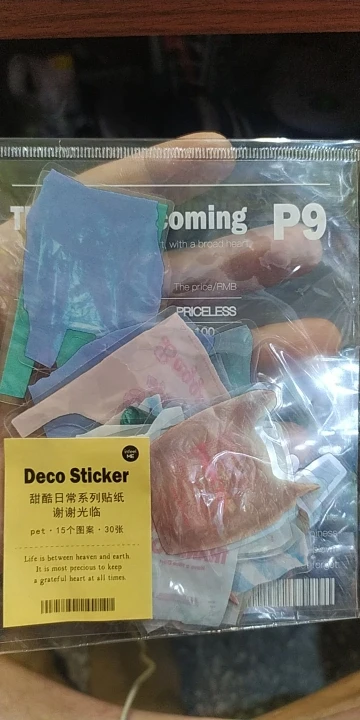 coming P9
t, with a broad heart
The price/RMB
PRICELESS
Deco Sticker
甜酷日常系列贴纸
谢谢光临
pet · 15个图案 · 30张
Life is between heaven and earth
It is most precious to keep
a grateful heart at all times.